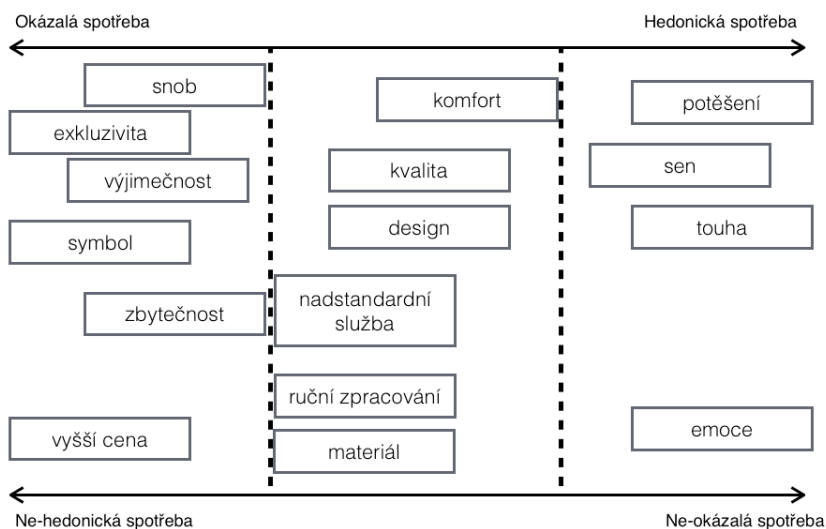 Okázalá spotřeba
Hedonická spotřeba
snob
komfort
potěšení
exkluzivita
výjimečnost
kvalita
sen
symbol
design
touha
zbytečnost
nadstandardní
služba
ruční zpracování
vyšší cena
materiál
emoce
Ne-hedonická spotřeba
Ne-okázalá spotřeba